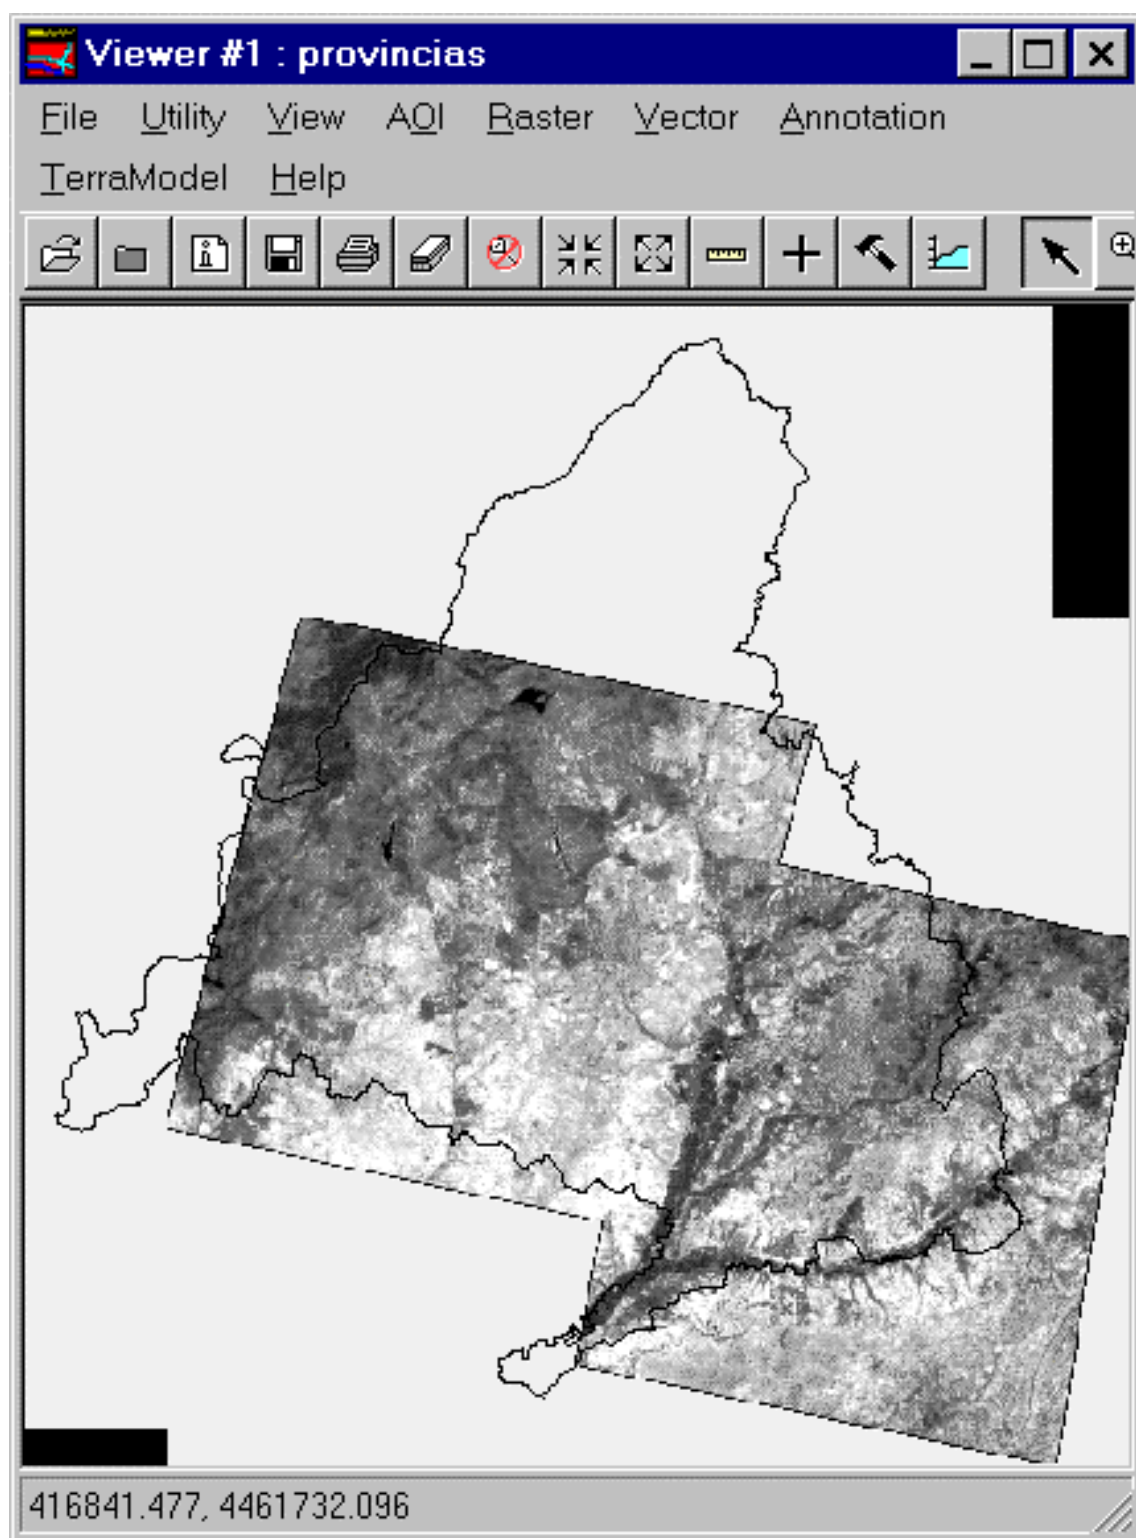 Viewer #1 : provincias
File Utility View AOI Raster Vector Annotation
TerraModel Help
416841.477, 4461732.096